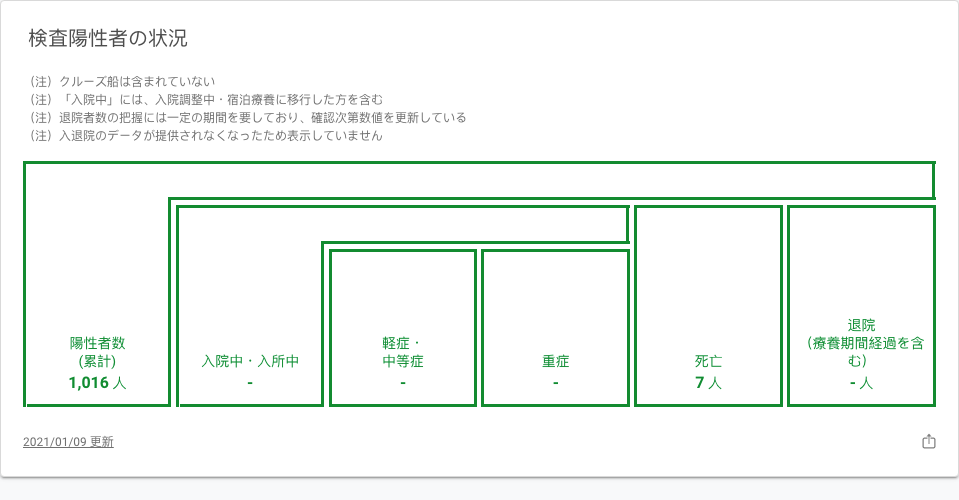 検査陽性者の状況
（注）クルーズ船は含まれていない
（注）「入院中」には、入院調整中・宿泊療養に移行した方を含む
（注）退院者数の把握には一定の期間を要しており、確認次第数値を更新している
（注）入退院のデータが提供されなくなったため表示していません
陽性者数
(累計)
1,016 人
入院中・入所中
-
軽症・
中等症
-
重症
-
死亡
7 人
退院
（療養期間経過を含
む）
- 人
2021/01/09 更新